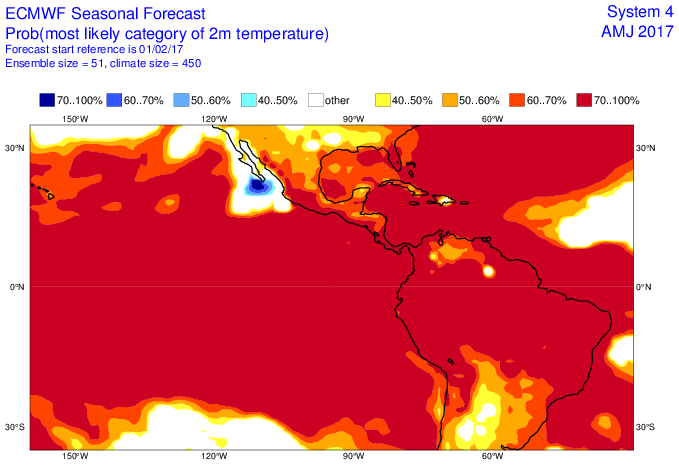 ECMWF Seasonal Forecast
System 4
Prob(most likely category of 2m temperature)
AMJ 2017
Forecast start reference is 01/02/17
Ensemble size = 51, climate size = 450
70..100% 60..70% 50..60% 40..50% other 40..50% 50..60% 60..70% 70..100%
150°W 120°W 90°W 60°W
30°N 30°N
0°N 0°N
30°S 30°S
150°W 120°W 90°W 60°W